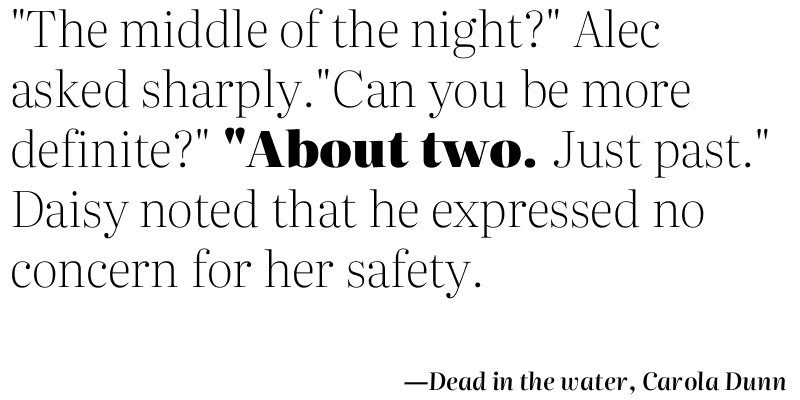 "The middle of the night?" Alec
asked sharply."Can you be more
definite?" "About two. Just past."
Daisy noted that he expressed no
concern for her safety.
—Dead in the water, Carola Dunn